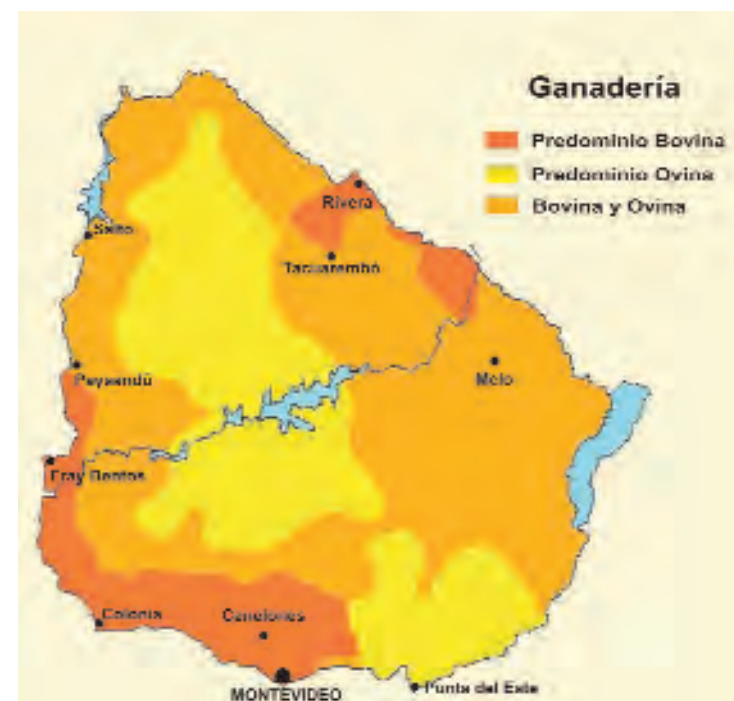 Ganadería
Predominio Bovina
Predominio Ovina
Bovina y Ovina
Rivera
Salto
Tacuarembó
Paysandú
Melo
Fray Bentos
Colonia
Canelones
MONTEVIDEO
Punta del Este